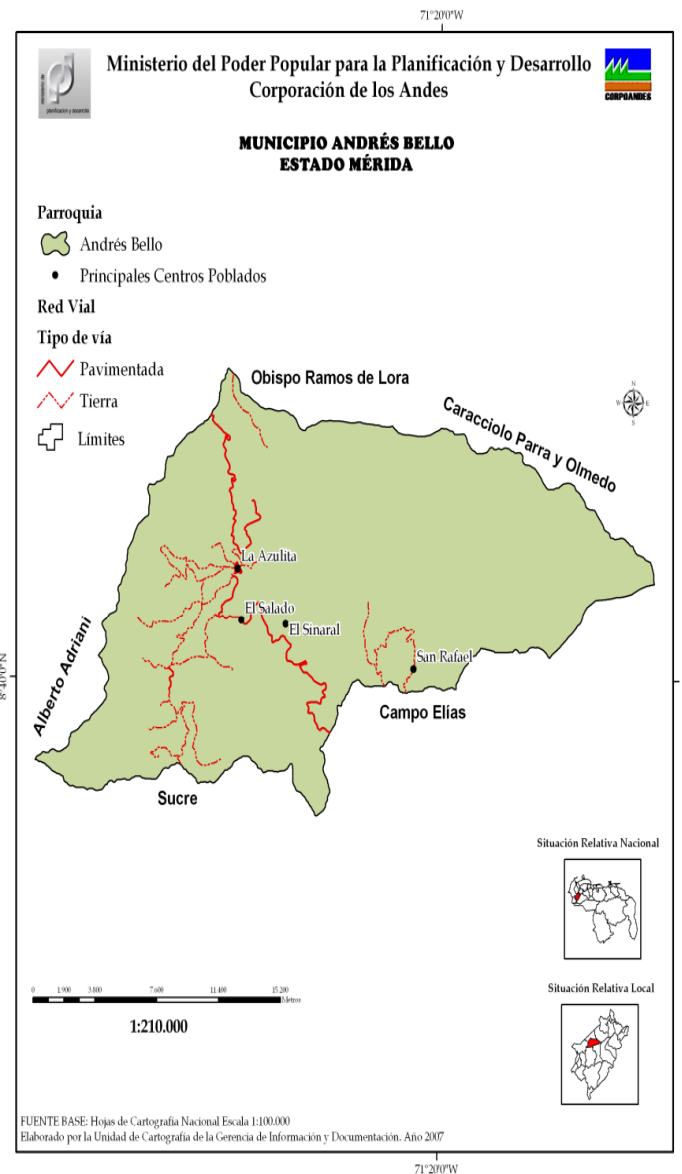 71°20'0"W
Ministerio del Poder Popular para la Planificación y Desarrollo
Corporación de los Andes
CORPOANDES
MUNICIPIO ANDRÉS BELLO
ESTADO MÉRIDA
Parroquia
Andrés Bello
Principales Centros Poblados
Red Vial
Tipo de vía
Pavimentada
Tierra
Límites
Obispo Ramos de Lora
Caracciolo Parra y Olmedo
N
W E
S
La Azulita
El Salado
El Sinaral
San Rafael
Alberto Adriani
8°40'0"N
Campo Elías
Sucre
Situación Relativa Nacional
Situación Relativa Local
0 1.900 3.800 7.600 11.400 15.200
Metros
1:210.000
FUENTE BASE: Hojas de Cartografía Nacional Escala 1:100.000
Elaborado por la Unidad de Cartografía de la Gerencia de Información y Documentación. Año 2007
71°20'0"W